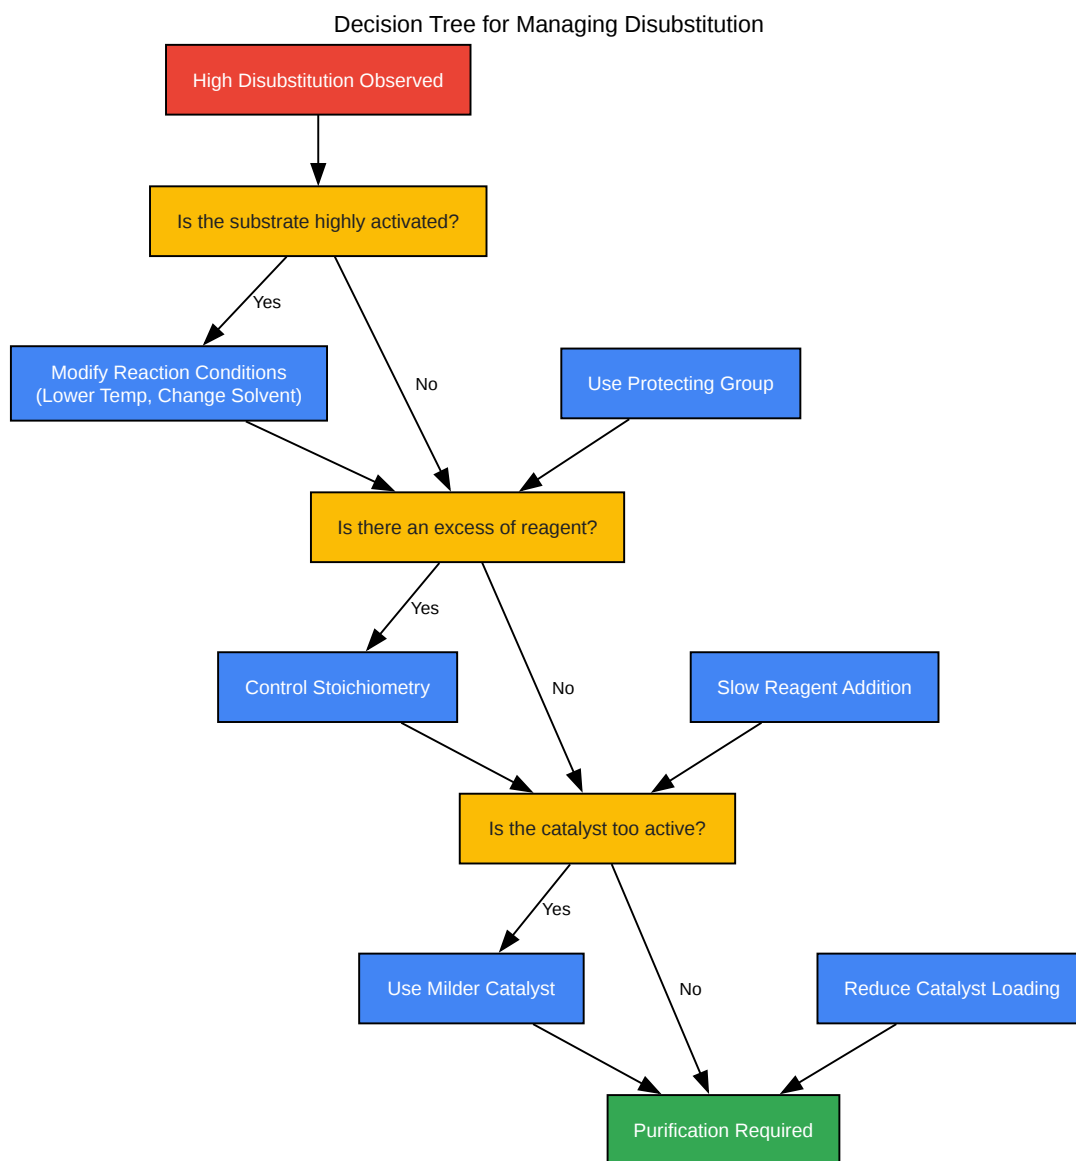 Decision Tree for Managing Disubstitution
High Disubstitution Observed
Is the substrate highly activated?
Yes
Modify Reaction Conditions
(Lower Temp, Change Solvent)
No
Use Protecting Group
Is there an excess of reagent?
Yes
Control Stoichiometry
No
Slow Reagent Addition
Is the catalyst too active?
Yes
Use Milder Catalyst
No
Reduce Catalyst Loading
Purification Required